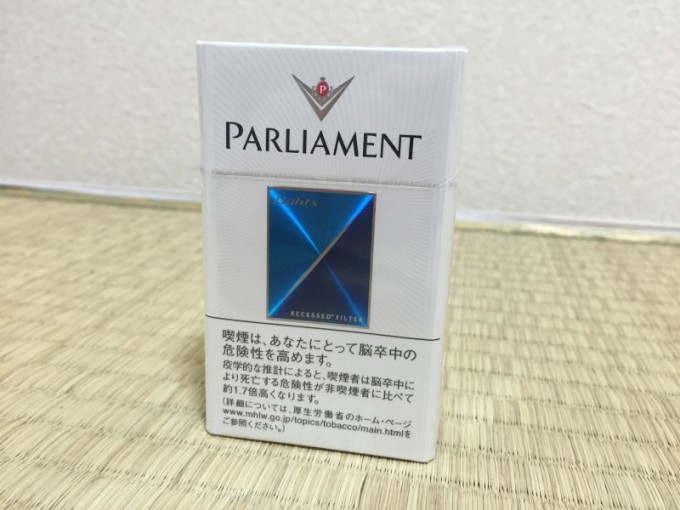 P
PARLIAMENT
Lights
RECESSED™ FILTER
喫煙は、あなたにとって脳卒中の
危険性を高めます。
疫学的な推計によると、喫煙者は脳卒中に
より死亡する危険性が非喫煙者に比べて
約1.7倍高くなります。
(詳細については、厚生労働省のホーム・ページ
www.mhlw.go.jp/topics/tobacco/main.htmlを
ご参照ください。)